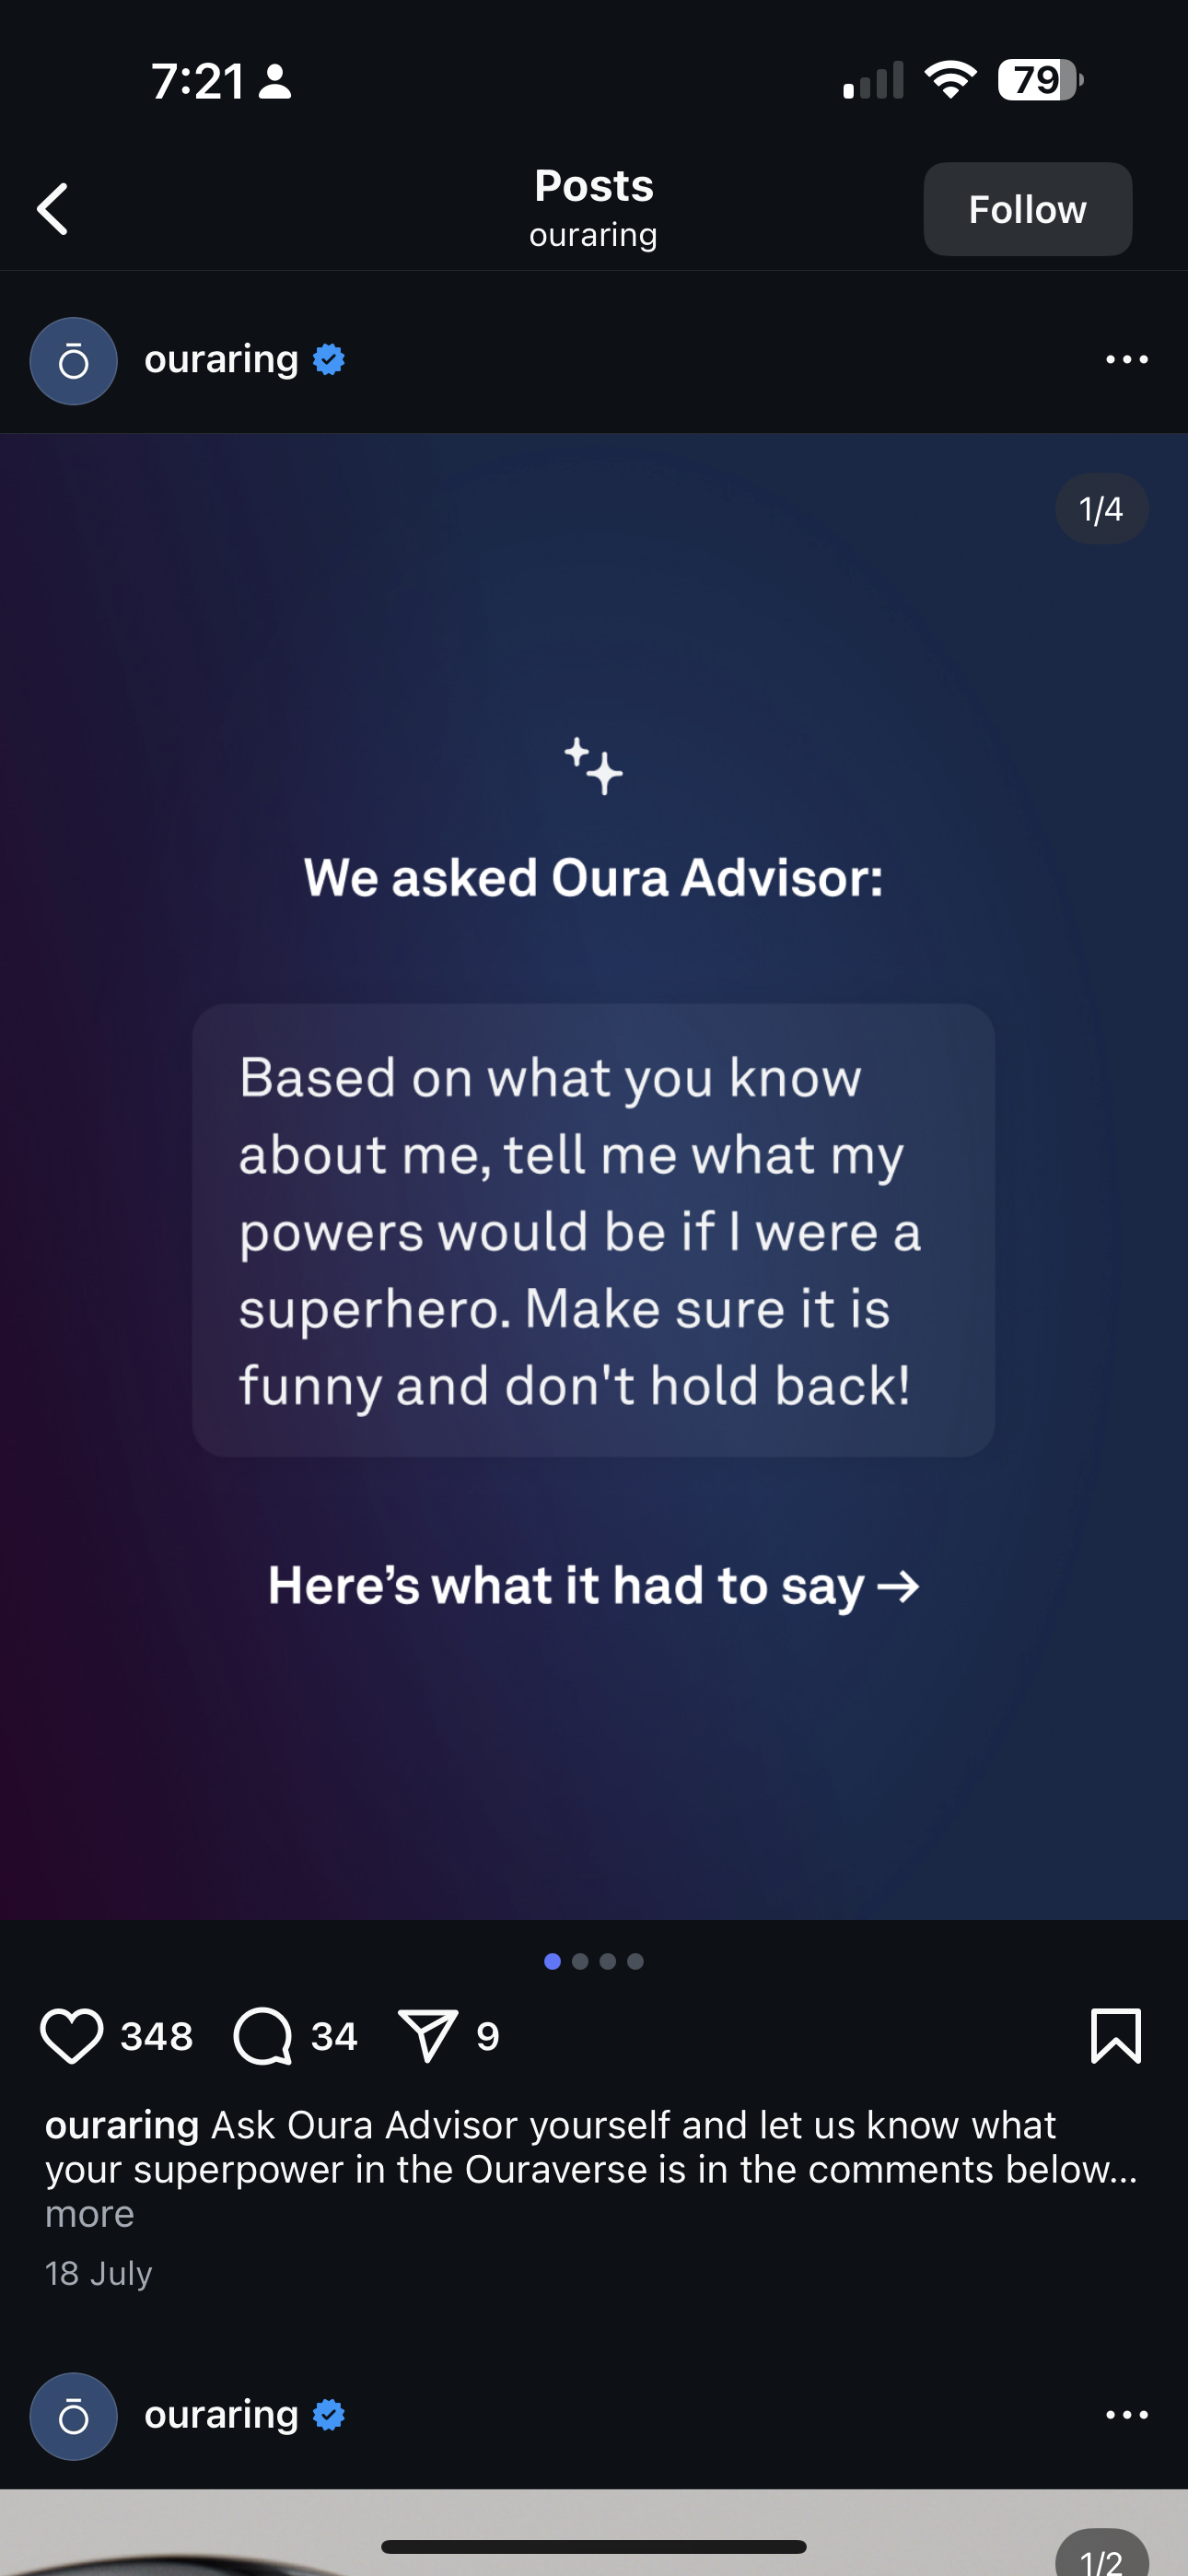 7:21
79
Posts
ouraring
Follow
ouraring
1/4
We asked Oura Advisor:
Based on what you know
about me, tell me what my
powers would be if I were a
superhero. Make sure it is
funny and don't hold back!
Here’s what it had to say →
348 34 9
ouraring Ask Oura Advisor yourself and let us know what
your superpower in the Ouraverse is in the comments below...
more
18 July
ouraring
1/2